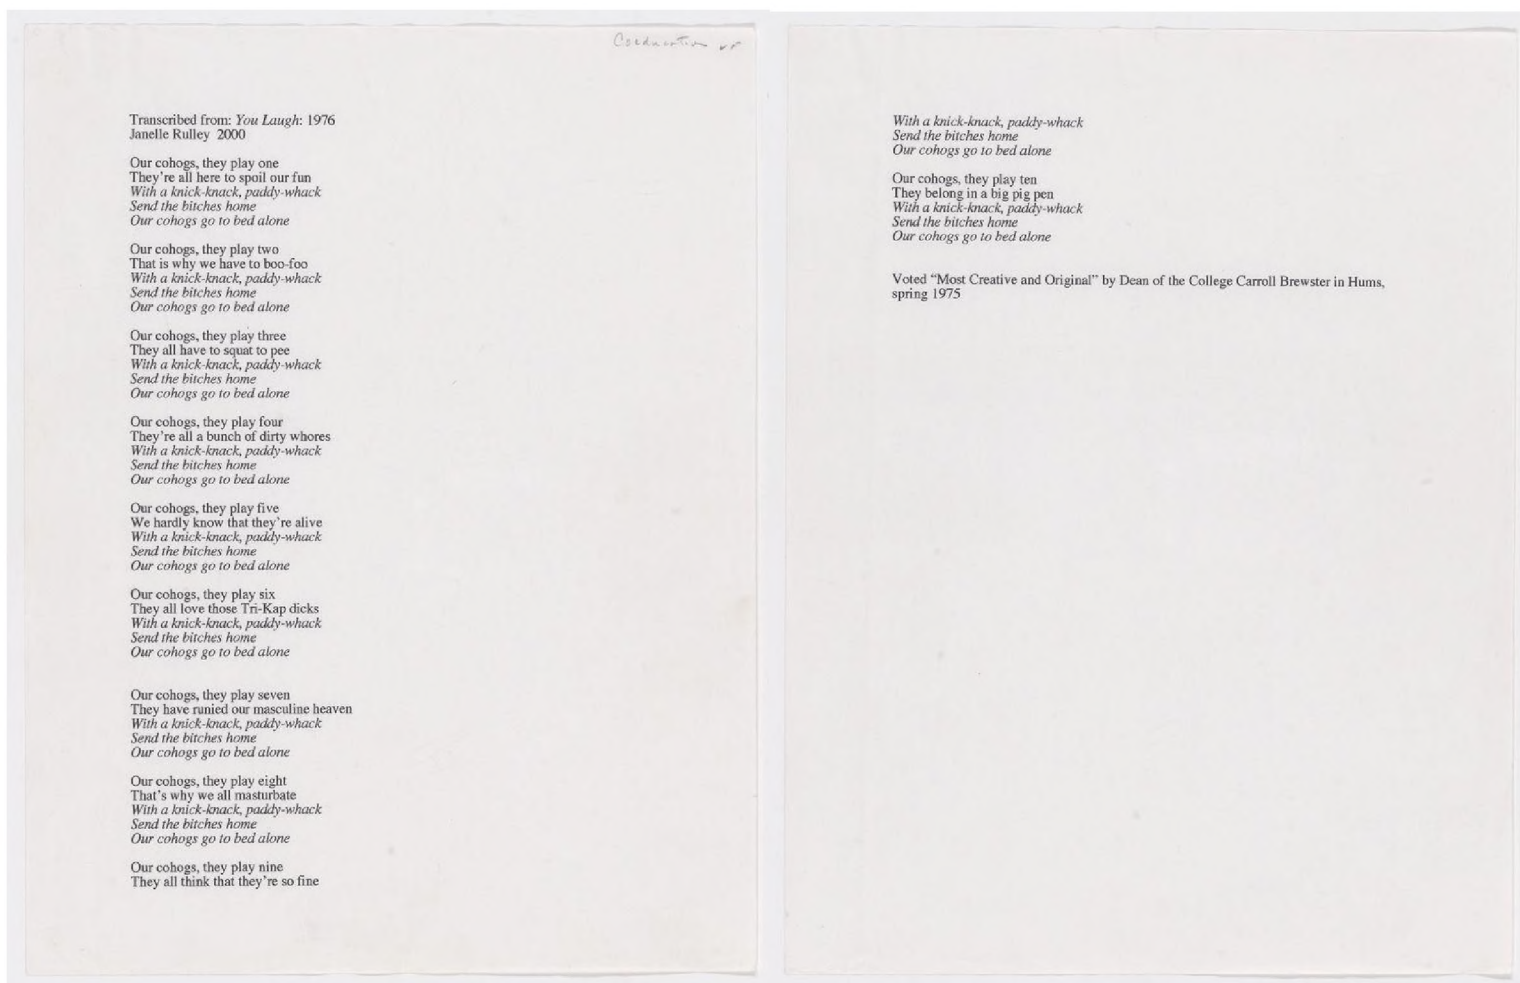 Coeducation VF
Transcribed from: You Laugh: 1976
Janelle Rulley 2000
Our cohogs, they play one
They're all here to spoil our fun
With a knick-knack, paddy-whack
Send the bitches home
Our cohogs go to bed alone
Our cohogs, they play two
That is why we have to boo-foo
With a knick-knack, paddy-whack
Send the bitches home
Our cohogs go to bed alone
Our cohogs, they play three
They all have to squat to pee
With a knick-knack, paddy-whack
Send the bitches home
Our cohogs go to bed alone
Our cohogs, they play four
They're all a bunch of dirty whores
With a knick-knack, paddy-whack
Send the bitches home
Our cohogs go to bed alone
Our cohogs, they play five
We hardly know that they're alive
With a knick-knack, paddy-whack
Send the bitches home
Our cohogs go to bed alone
Our cohogs, they play six
They all love those Tri-Kap dicks
With a knick-knack, paddy-whack
Send the bitches home
Our cohogs go to bed alone
Our cohogs, they play seven
They have runied our masculine heaven
With a knick-knack, paddy-whack
Send the bitches home
Our cohogs go to bed alone
Our cohogs, they play eight
That's why we all masturbate
With a knick-knack, paddy-whack
Send the bitches home
Our cohogs go to bed alone
Our cohogs, they play nine
They all think that they're so fine
With a knick-knack, paddy-whack
Send the bitches home
Our cohogs go to bed alone
Our cohogs, they play ten
They belong in a big pig pen
With a knick-knack, paddy-whack
Send the bitches home
Our cohogs go to bed alone
Voted "Most Creative and Original" by Dean of the College Carroll Brewster in Hums,
spring 1975